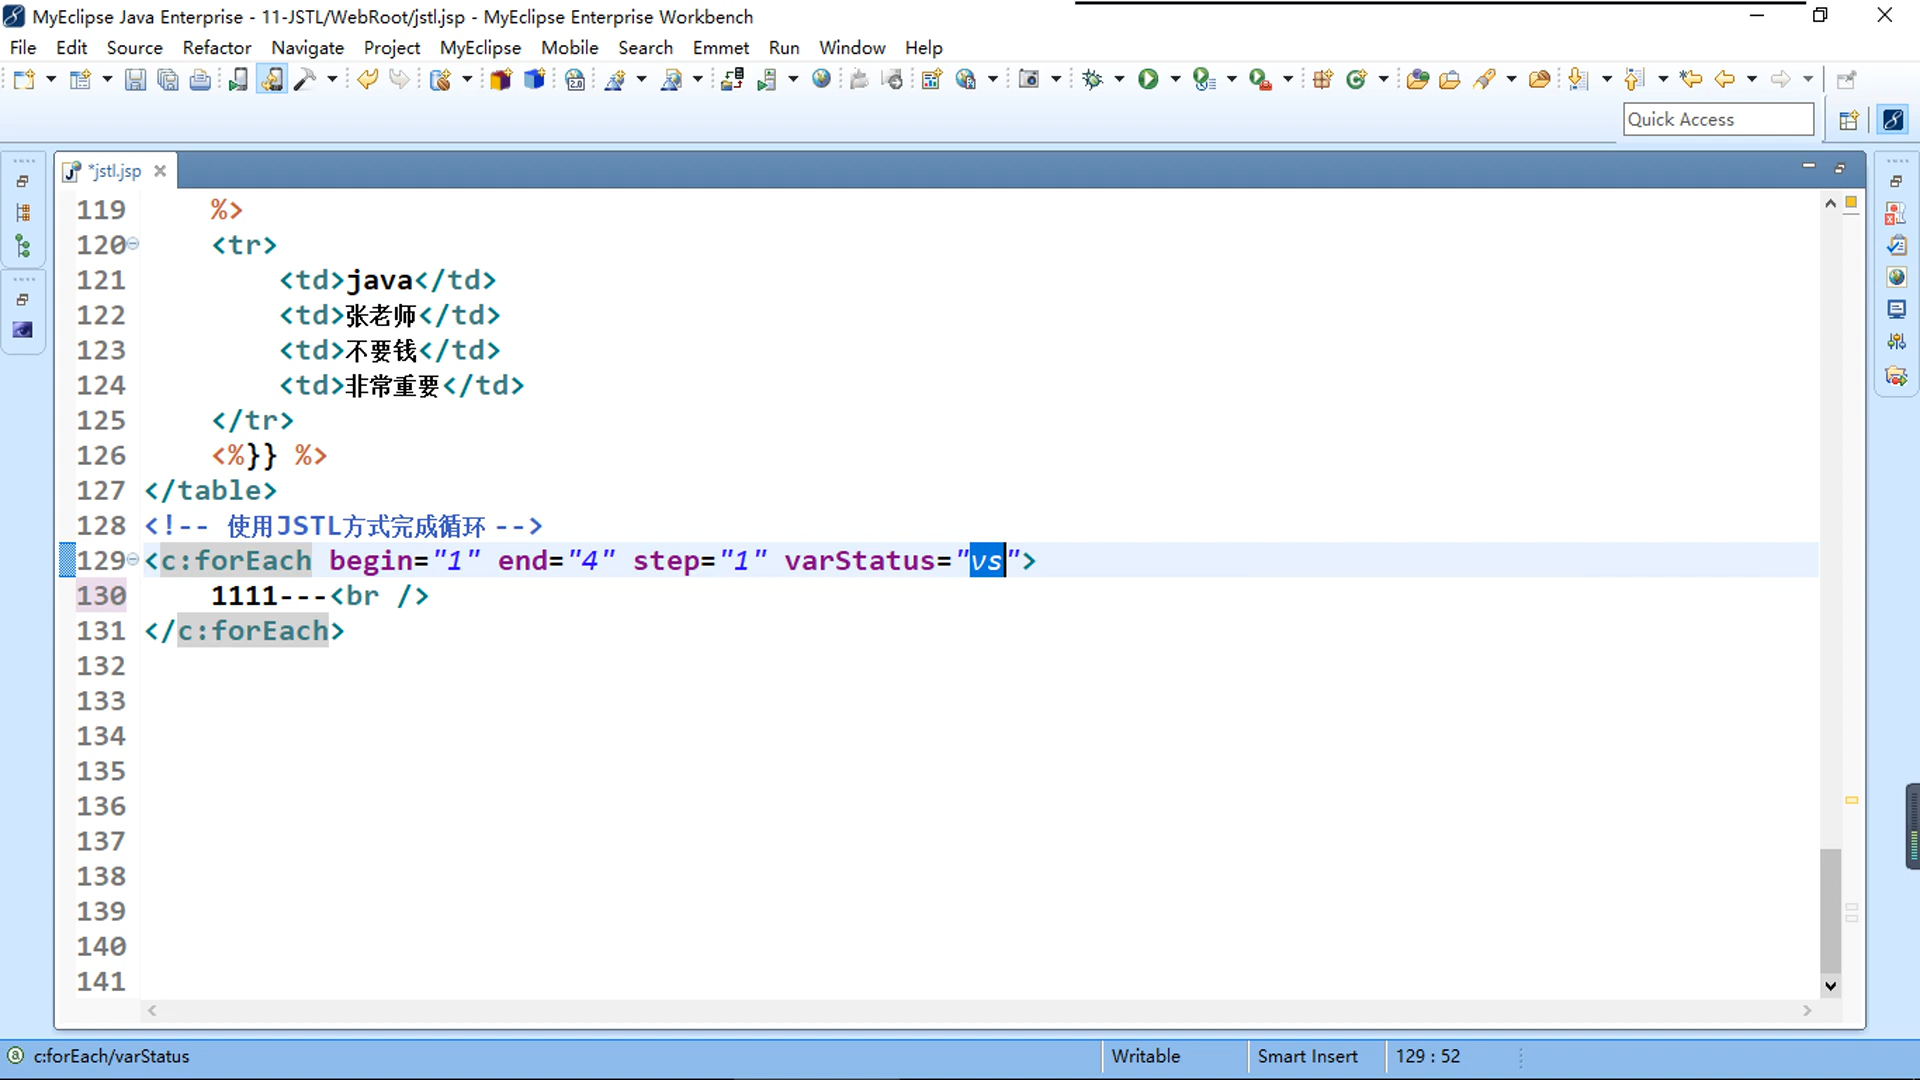 MyEclipse Java Enterprise - 11-JSTL/WebRoot/jstl.jsp - MyEclipse Enterprise Workbench
File Edit Source Refactor Navigate Project MyEclipse Mobile Search Emmet Run Window Help
Quick Access
*jstl.jsp
119 %>
120 <tr>
121 <td>java</td>
122 <td>张老师</td>
123 <td>不要钱</td>
124 <td>非常重要</td>
125 </tr>
126 <%}} %>
127 </table>
128 <!-- 使用JSTL方式完成循环 -->
129 <c:forEach begin="1" end="4" step="1" varStatus="vs">
130 1111---<br />
131 </c:forEach>
132
133
134
135
136
137
138
139
140
141
c:forEach/varStatus Writable Smart Insert 129 : 52